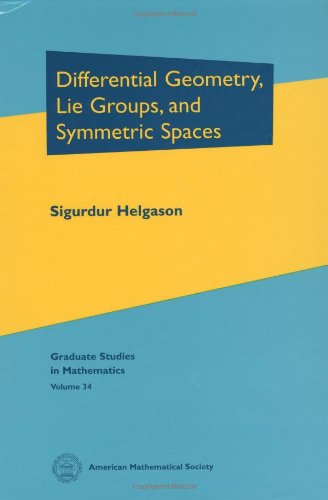 Differential Geometry,
Lie Groups, and
Symmetric Spaces
Sigurdur Helgason
Graduate Studies
in Mathematics
Volume 34
American Mathematical Society